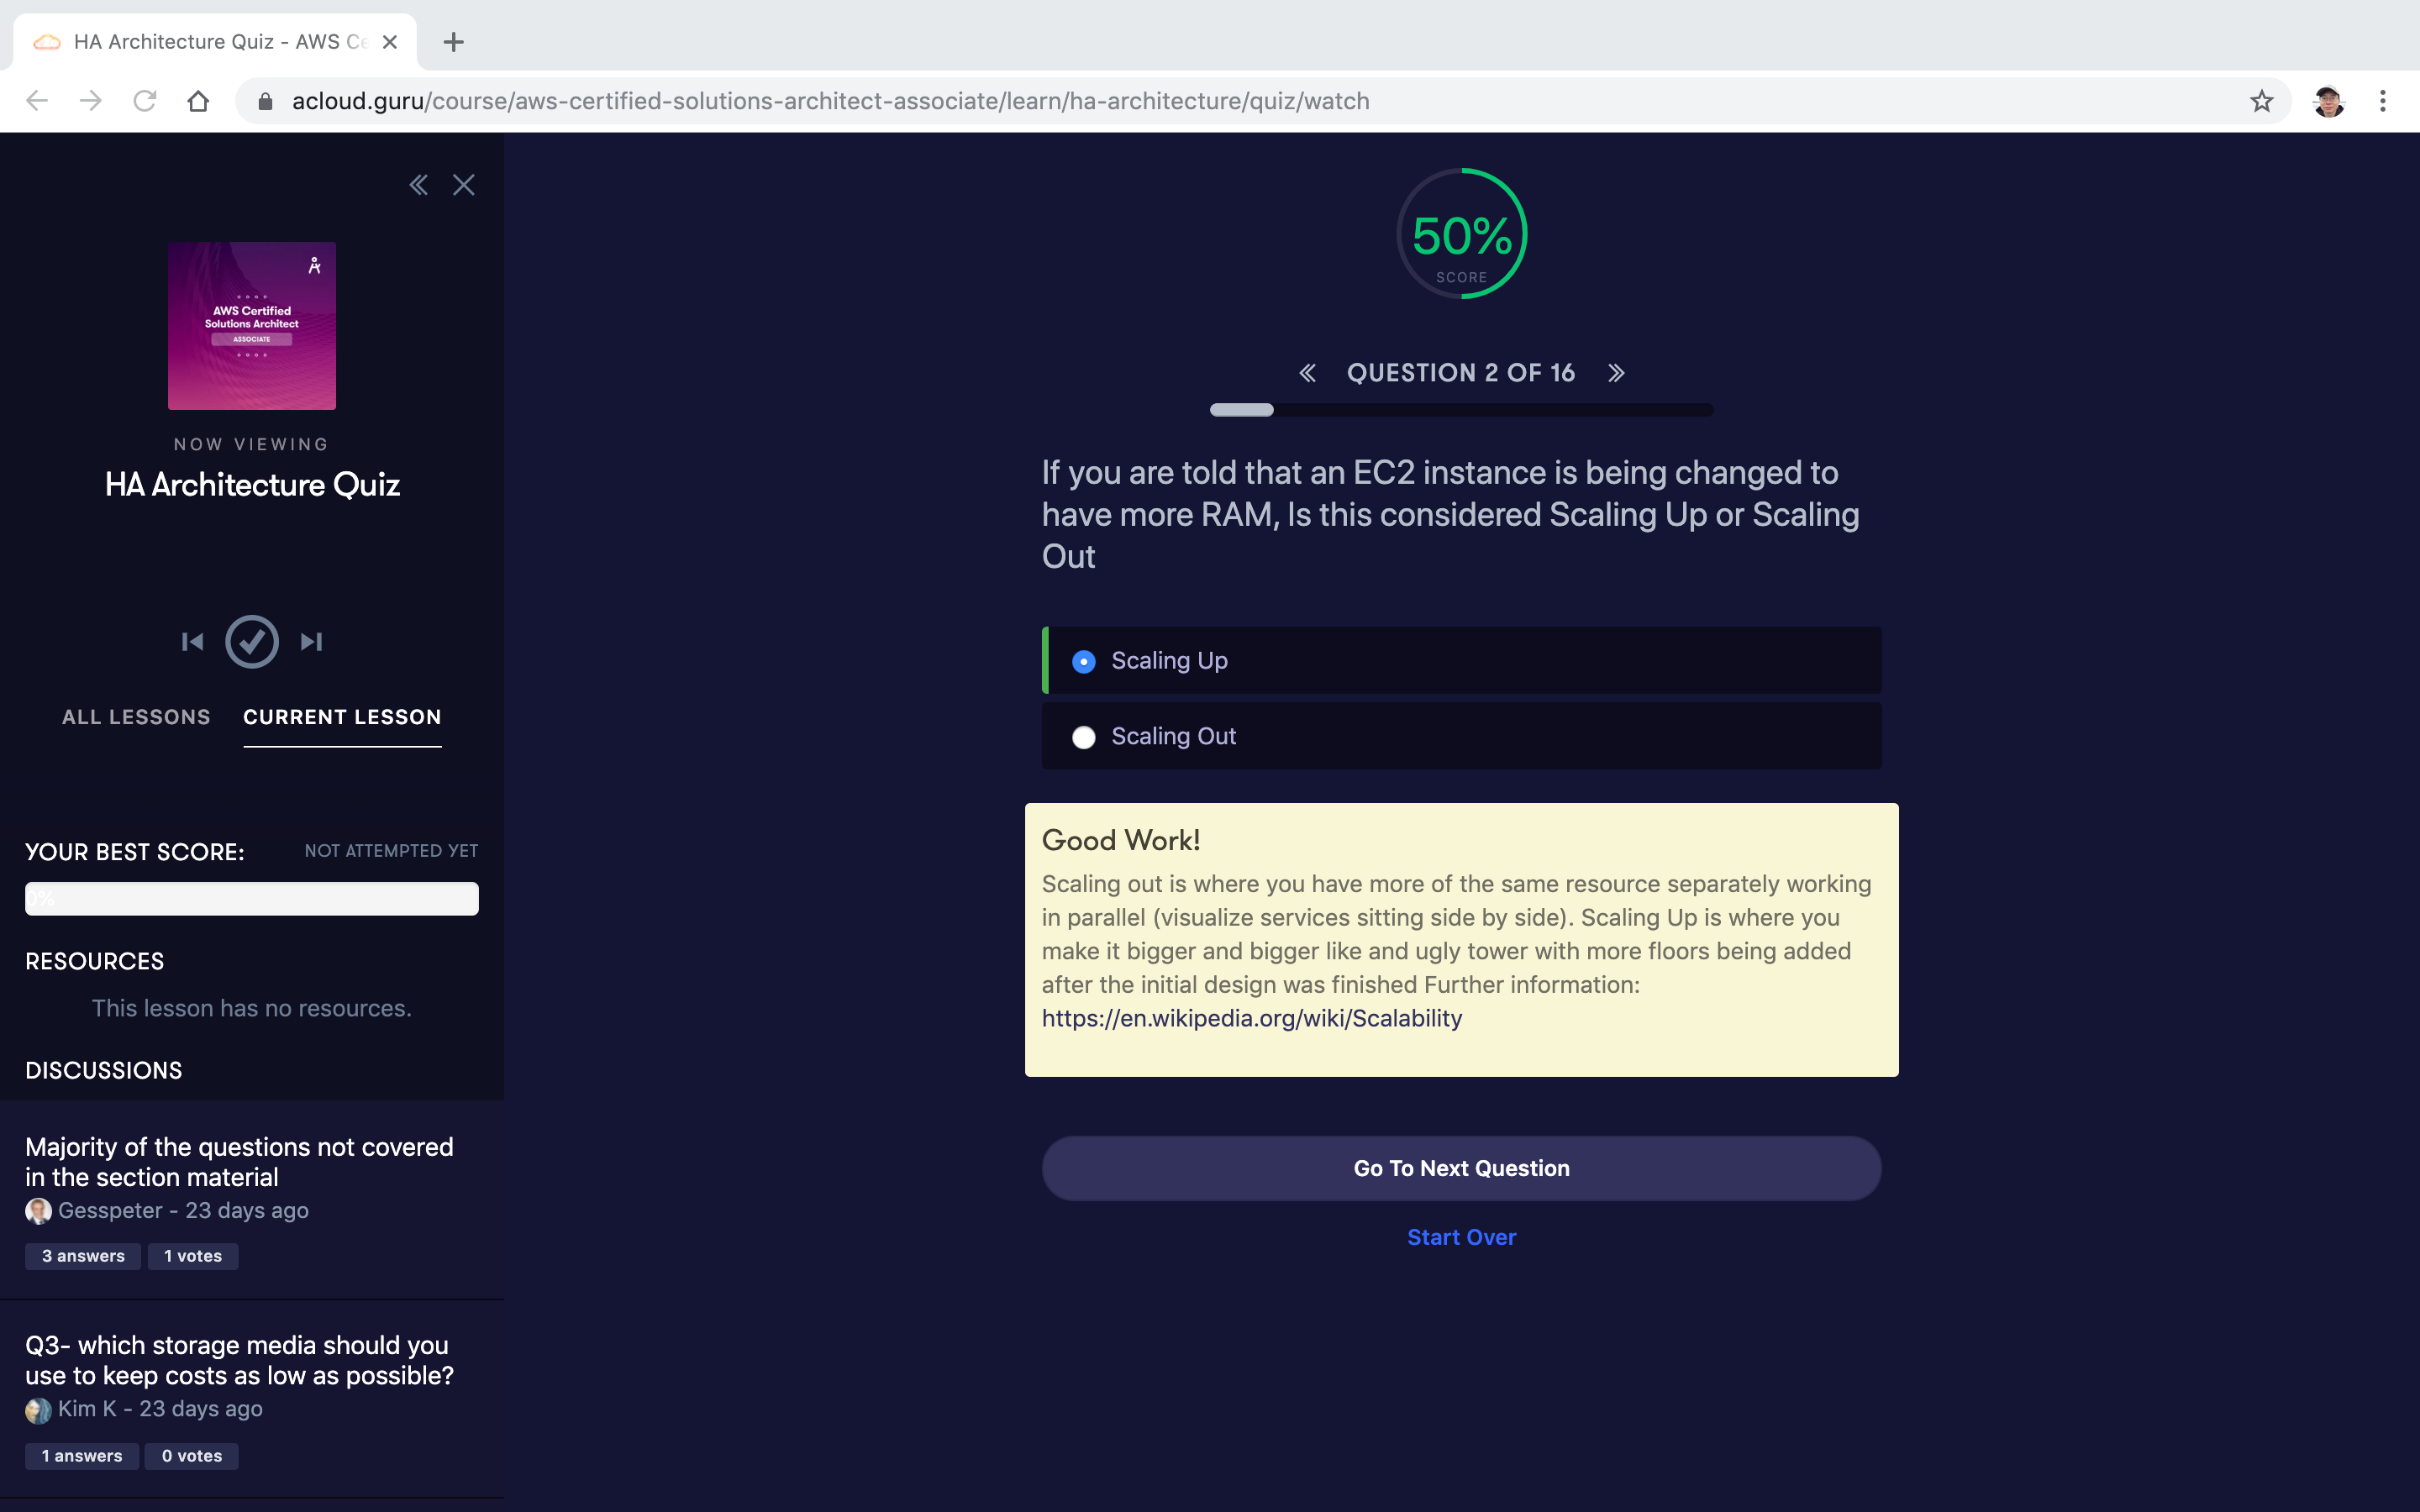 HA Architecture Quiz - AWS Ce
acloud.guru/course/aws-certified-solutions-architect-associate/learn/ha-architecture/quiz/watch
AWS Certified
Solutions Architect
ASSOCIATE
NOW VIEWING
HA Architecture Quiz
ALL LESSONS
CURRENT LESSON
YOUR BEST SCORE:
NOT ATTEMPTED YET
0%
RESOURCES
This lesson has no resources.
DISCUSSIONS
Majority of the questions not covered
in the section material
Gesspeter - 23 days ago
3 answers
1 votes
Q3- which storage media should you
use to keep costs as low as possible?
Kim K - 23 days ago
1 answers
0 votes
50%
SCORE
QUESTION 2 OF 16
If you are told that an EC2 instance is being changed to
have more RAM, Is this considered Scaling Up or Scaling
Out
Scaling Up
Scaling Out
Good Work!
Scaling out is where you have more of the same resource separately working
in parallel (visualize services sitting side by side). Scaling Up is where you
make it bigger and bigger like and ugly tower with more floors being added
after the initial design was finished Further information:
https://en.wikipedia.org/wiki/Scalability
Go To Next Question
Start Over